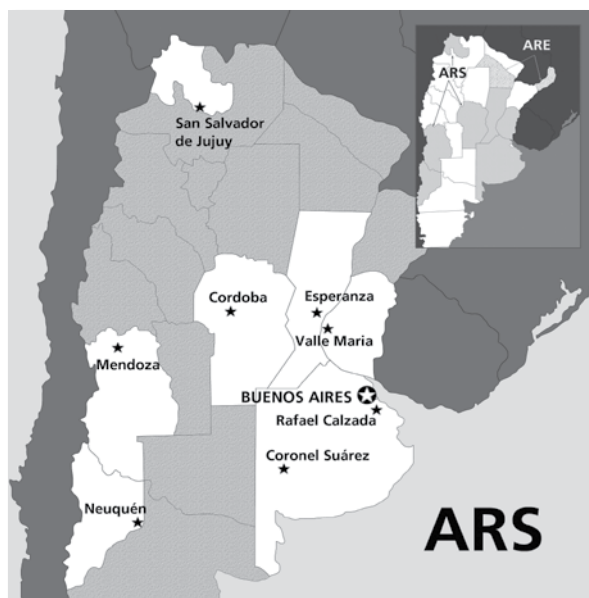 ARE
ARS
San Salvador
de Jujuy
Cordoba
Esperanza
Valle Maria
Mendoza
BUENOS AIRES
Rafael Calzada
Coronel Suárez
Neuquén
ARS